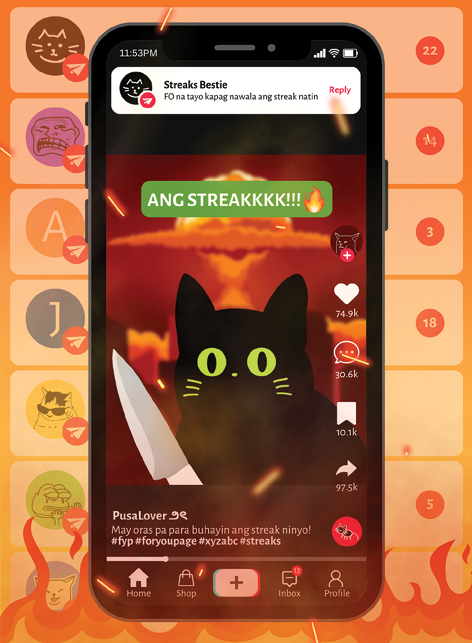 11:53PM
Streaks Bestie
FO na tayo kapag nawala ang streak natin
Reply
22
14
A
3
J
18
5
ANG STREAKKKK!!!🔥
74.9k
30.6k
10.1k
97.5k
PusaLover ୨୧
May oras pa para buhayin ang streak ninyo!
#fyp #foryoupage #xyzabc #streaks
12
Home
Shop
Inbox
Profile